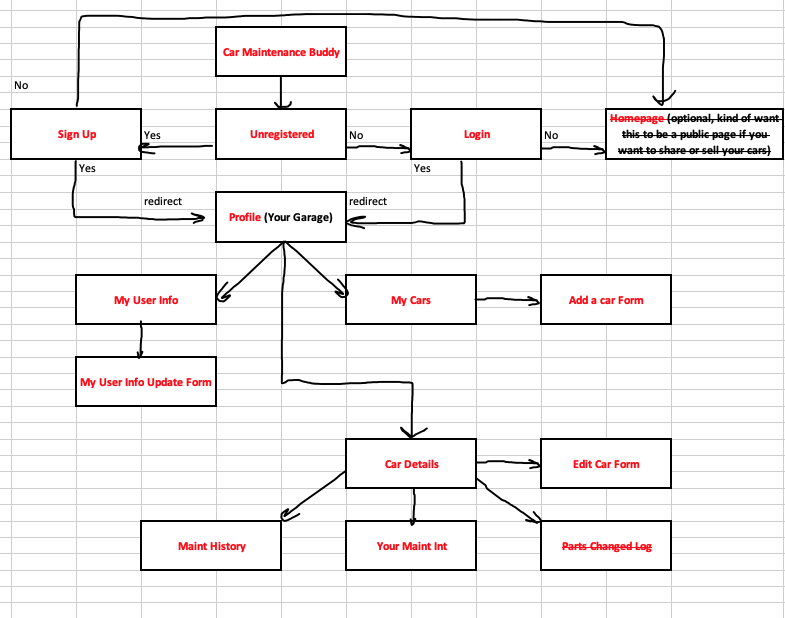 Car Maintenance Buddy
No
Sign Up
Yes
Unregistered
No
Login
No
Homepage (optional, kind of want
this to be a public page if you
want to share or sell your cars)
Yes
Yes
redirect
Profile (Your Garage)
redirect
My User Info
My Cars
Add a car Form
My User Info Update Form
Car Details
Edit Car Form
Maint History
Your Maint Int
Parts Changed Log